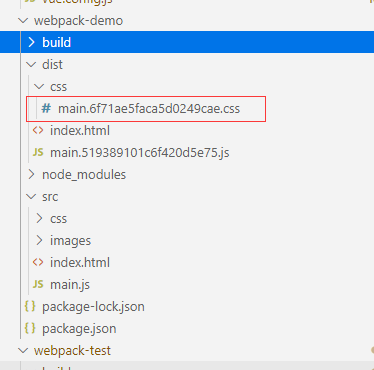 vue.config.js
webpack-demo
build
dist
css
# main.6f71ae5faca5d0249cae.css
<> index.html
JS main.519389101c6f420d5e75.js
node_modules
src
css
images
<> index.html
JS main.js
{} package-lock.json
{} package.json
webpack-test